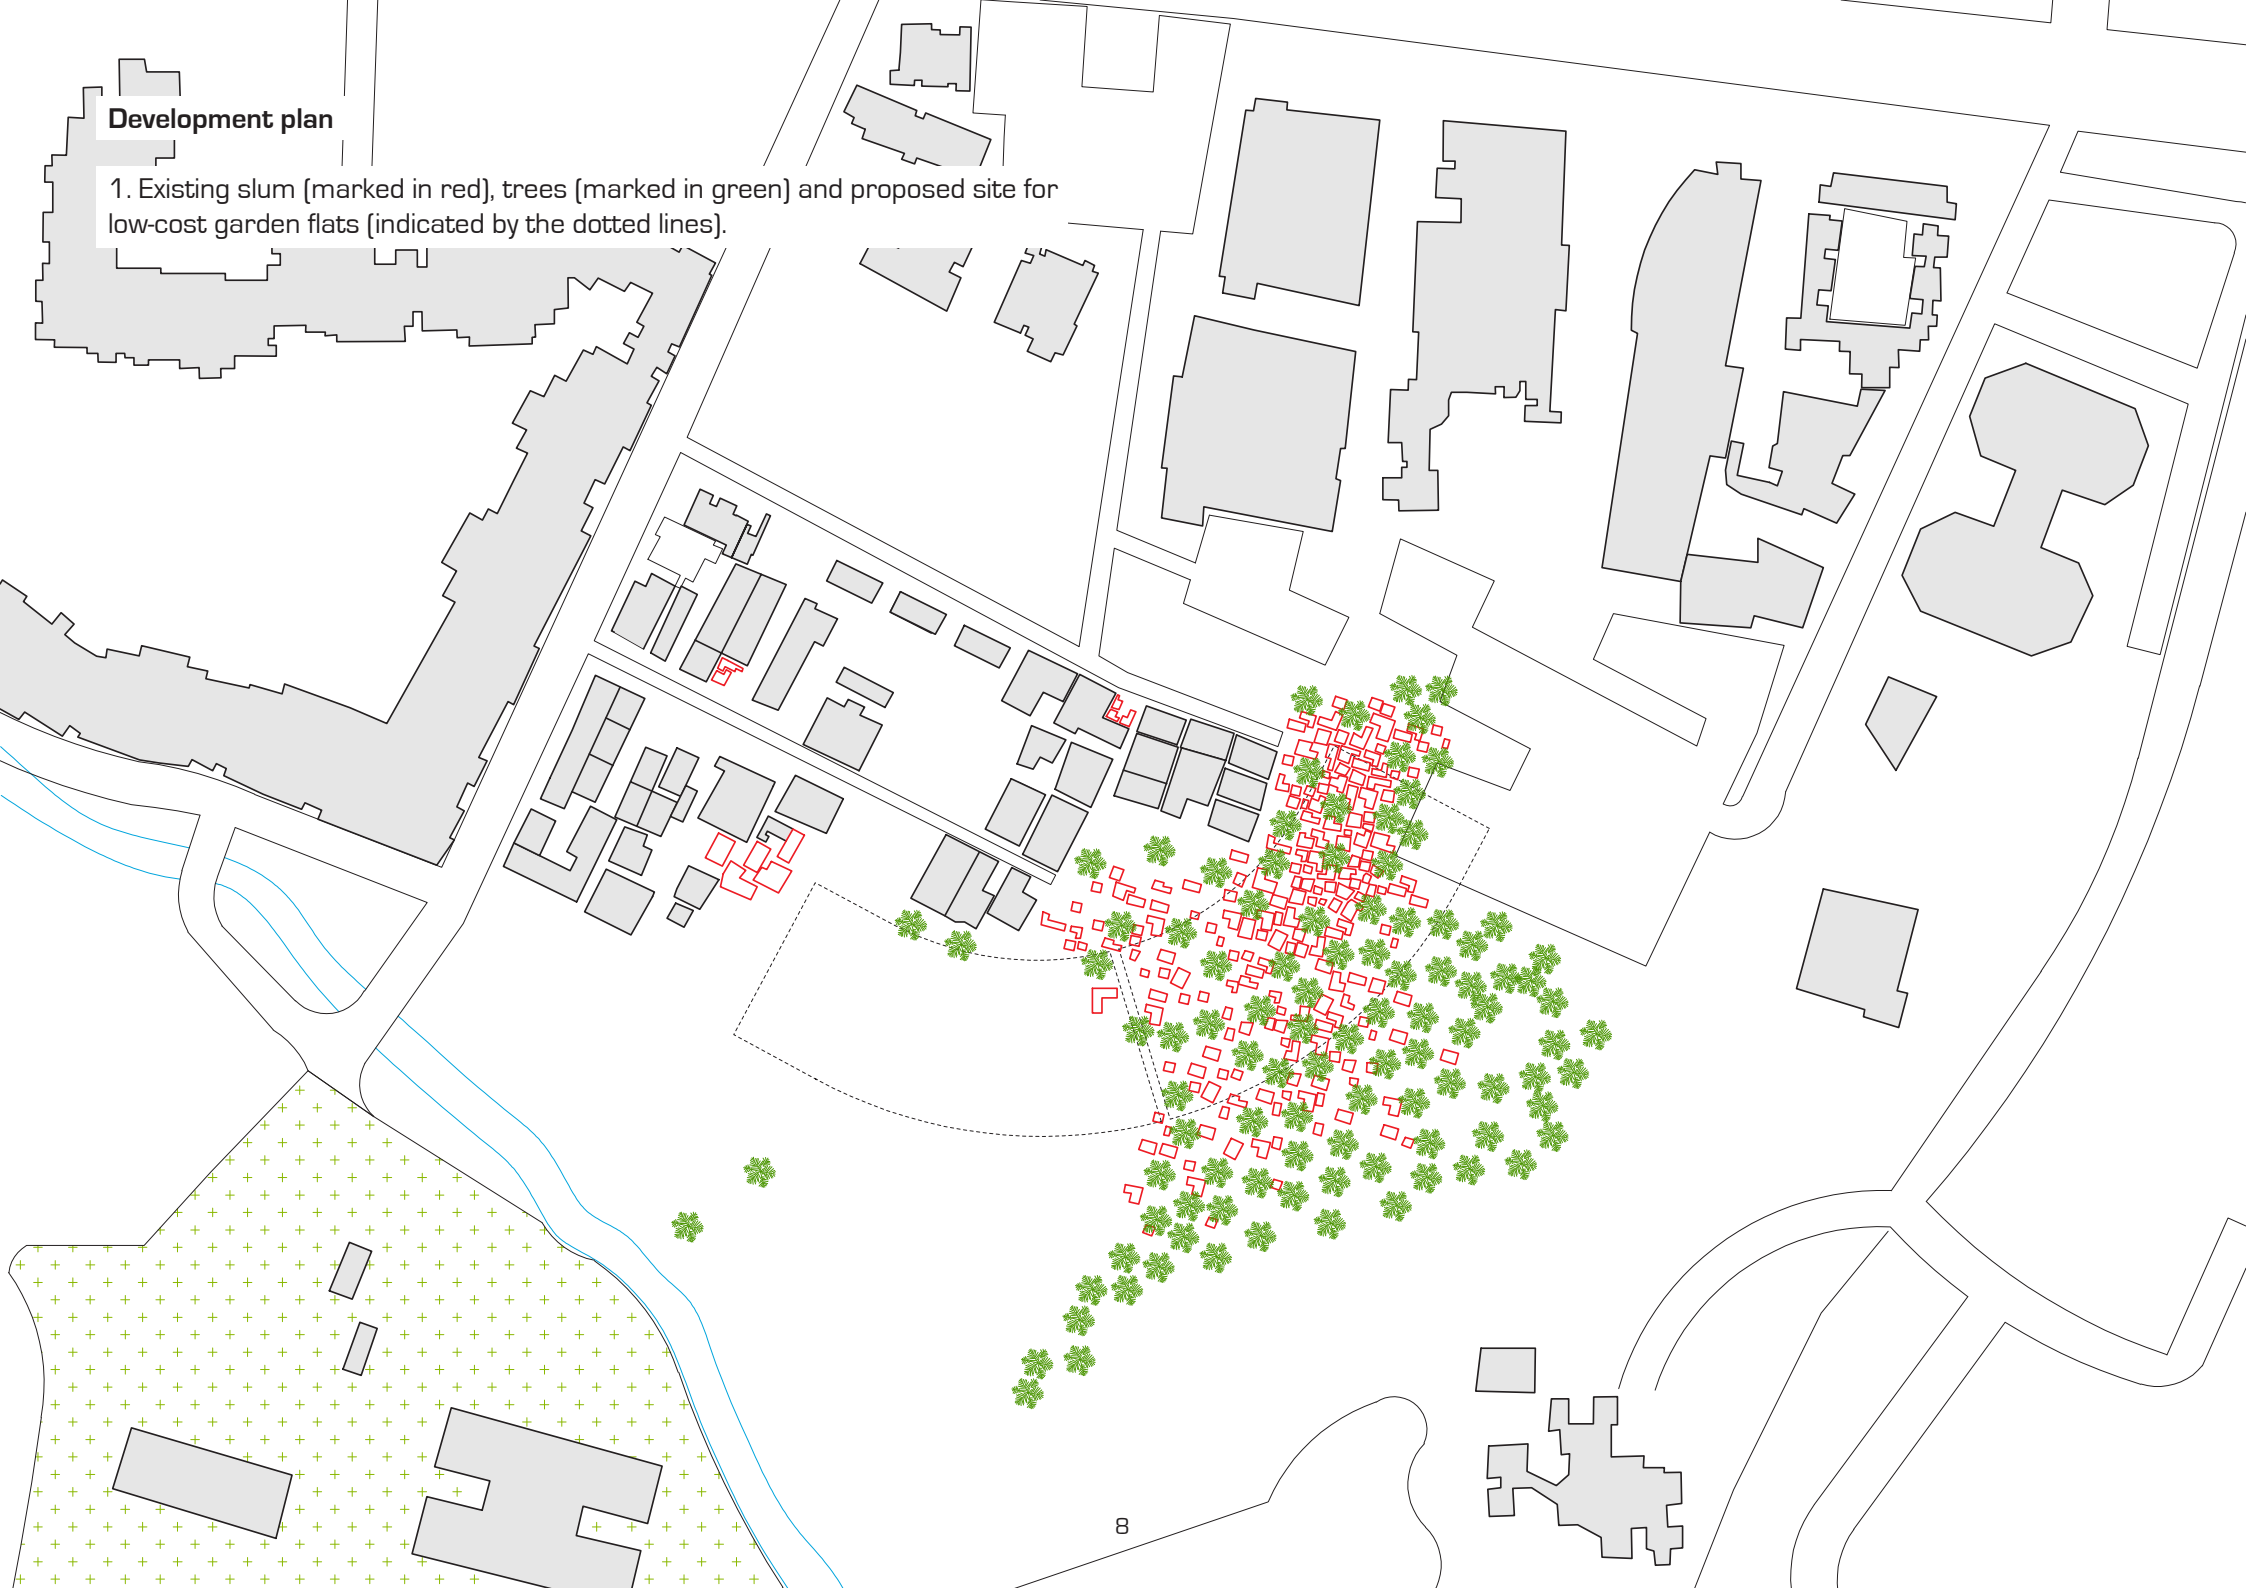 Development plan
1. Existing slum (marked in red), trees (marked in green) and proposed site for
low-cost garden flats (indicated by the dotted lines).
8